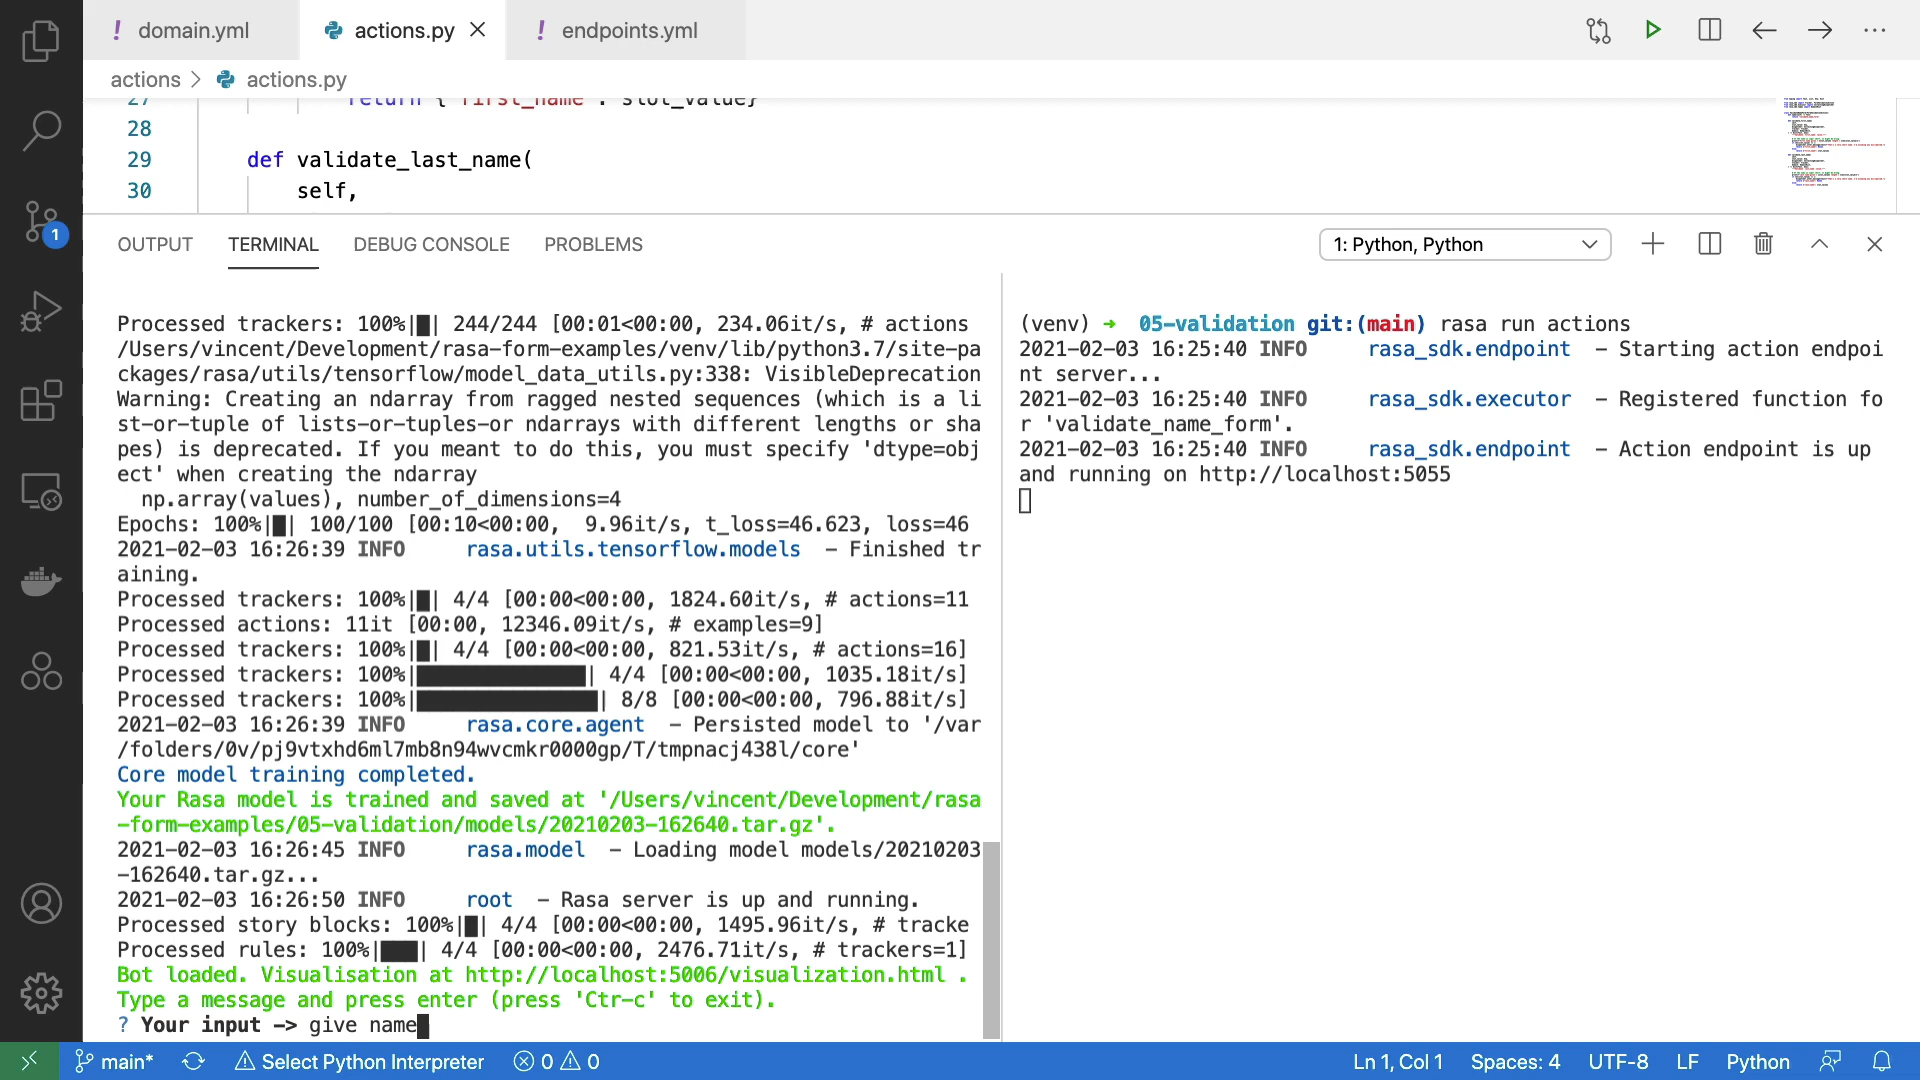 domain.yml
actions.py
endpoints.yml
actions > actions.py
27 return { "first_name": slot_value}
28
29 def validate_last_name(
30 self,
1
OUTPUT TERMINAL DEBUG CONSOLE PROBLEMS
1: Python, Python
Processed trackers: 100%|█| 244/244 [00:01<00:00, 234.06it/s, # actions
/Users/vincent/Development/rasa-form-examples/venv/lib/python3.7/site-pa
ckages/rasa/utils/tensorflow/model_data_utils.py:338: VisibleDeprecation
Warning: Creating an ndarray from ragged nested sequences (which is a li
st-or-tuple of lists-or-tuples-or ndarrays with different lengths or sha
pes) is deprecated. If you meant to do this, you must specify 'dtype=obj
ect' when creating the ndarray
np.array(values), number_of_dimensions=4
Epochs: 100%|█| 100/100 [00:10<00:00,  9.96it/s, t_loss=46.623, loss=46
2021-02-03 16:26:39 INFO rasa.utils.tensorflow.models - Finished tr
aining.
Processed trackers: 100%|█| 4/4 [00:00<00:00, 1824.60it/s, # actions=11
Processed actions: 11it [00:00, 12346.09it/s, # examples=9]
Processed trackers: 100%|█| 4/4 [00:00<00:00, 821.53it/s, # actions=16]
Processed trackers: 100%|██████████████| 4/4 [00:00<00:00, 1035.18it/s]
Processed trackers: 100%|███████████████| 8/8 [00:00<00:00, 796.88it/s]
2021-02-03 16:26:39 INFO rasa.core.agent - Persisted model to '/var
/folders/0v/pj9vtxhd6ml7mb8n94wvcmkr0000gp/T/tmpnacj438l/core'
Core model training completed.
Your Rasa model is trained and saved at '/Users/vincent/Development/rasa
-form-examples/05-validation/models/20210203-162640.tar.gz'.
2021-02-03 16:26:45 INFO rasa.model - Loading model models/20210203
-162640.tar.gz...
2021-02-03 16:26:50 INFO root - Rasa server is up and running.
Processed story blocks: 100%|█| 4/4 [00:00<00:00, 1495.96it/s, # tracke
Processed rules: 100%|███| 4/4 [00:00<00:00, 2476.71it/s, # trackers=1]
Bot loaded. Visualisation at http://localhost:5006/visualization.html .
Type a message and press enter (press 'Ctr-c' to exit).
? Your input -> give name
(venv) → 05-validation git:(main) rasa run actions
2021-02-03 16:25:40 INFO rasa_sdk.endpoint - Starting action endpoi
nt server...
2021-02-03 16:25:40 INFO rasa_sdk.executor - Registered function fo
r 'validate_name_form'.
2021-02-03 16:25:40 INFO rasa_sdk.endpoint - Action endpoint is up
and running on http://localhost:5055
main* Select Python Interpreter 0 0 Ln 1, Col 1 Spaces: 4 UTF-8 LF Python